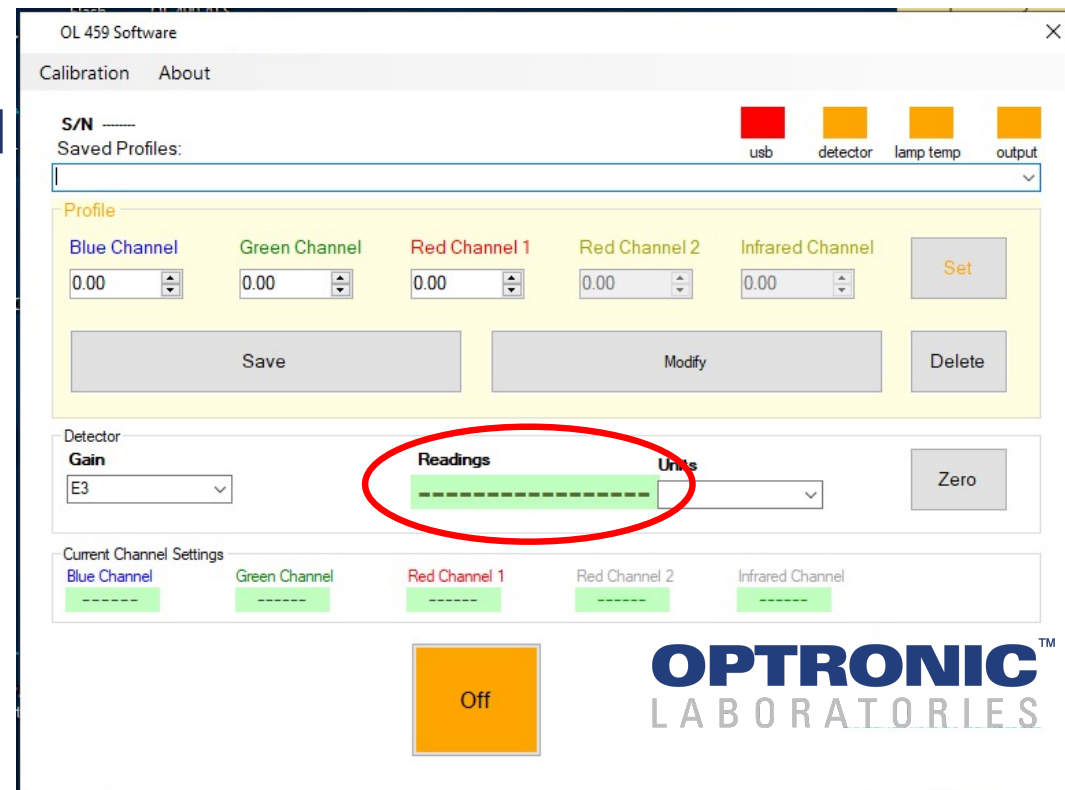 OL 459 Software
Calibration About
S/N --------
Saved Profiles:
usb detector lamp temp output
Profile
Blue Channel Green Channel Red Channel 1 Red Channel 2 Infrared Channel
0.00 0.00 0.00 0.00 0.00 Set
Save Modify Delete
Detector
Gain Readings Units
E3 ----------------- Zero
Current Channel Settings
Blue Channel Green Channel Red Channel 1 Red Channel 2 Infrared Channel
------ ------ ------ ------ ------
Off
OPTRONIC™
LABORATORIES